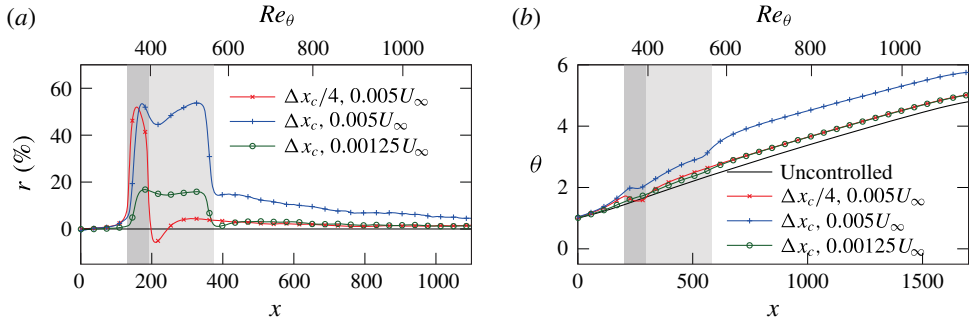 (a)
Re_θ
400 600 800 1000
60
40
20
0
r (%)
Δx_c/4, 0.005U_∞
Δx_c, 0.005U_∞
Δx_c, 0.00125U_∞
0 200 400 600 800 1000
x
(b)
Re_θ
400 600 800 1000
6
4
2
0
θ
Uncontrolled
Δx_c/4, 0.005U_∞
Δx_c, 0.005U_∞
Δx_c, 0.00125U_∞
0 500 1000 1500
x